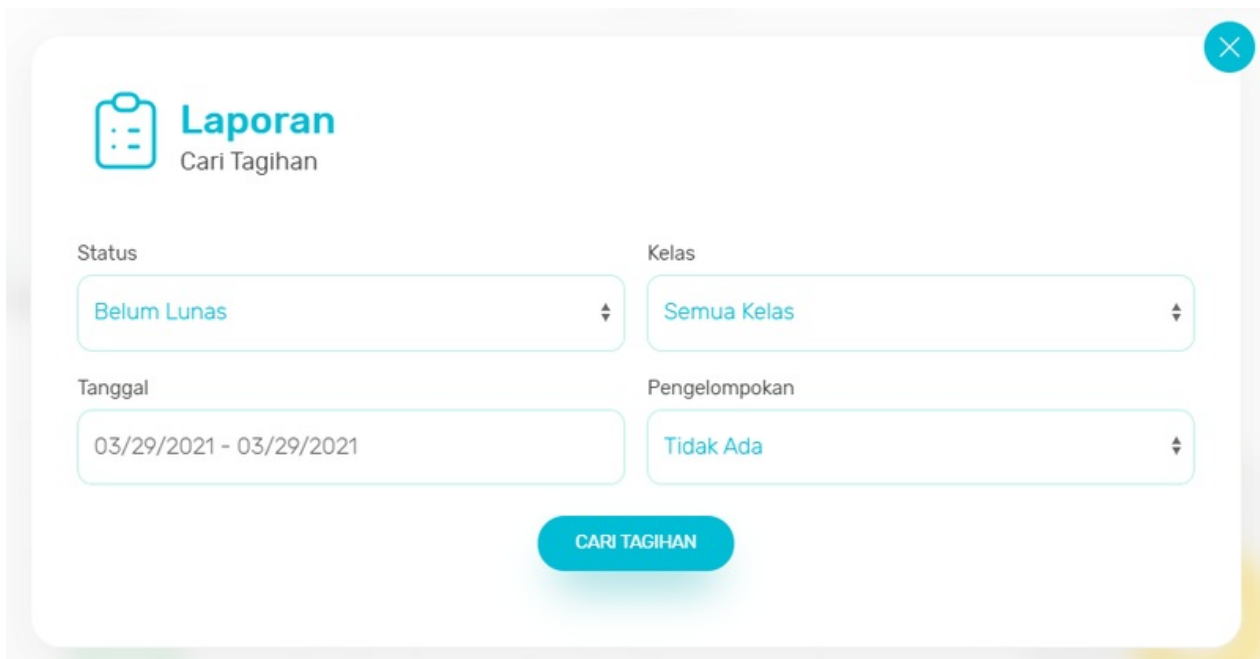 Laporan
Cari Tagihan
Status
Kelas
Belum Lunas
Semua Kelas
Tanggal
Pengelompokan
03/29/2021 - 03/29/2021
Tidak Ada
CARI TAGIHAN